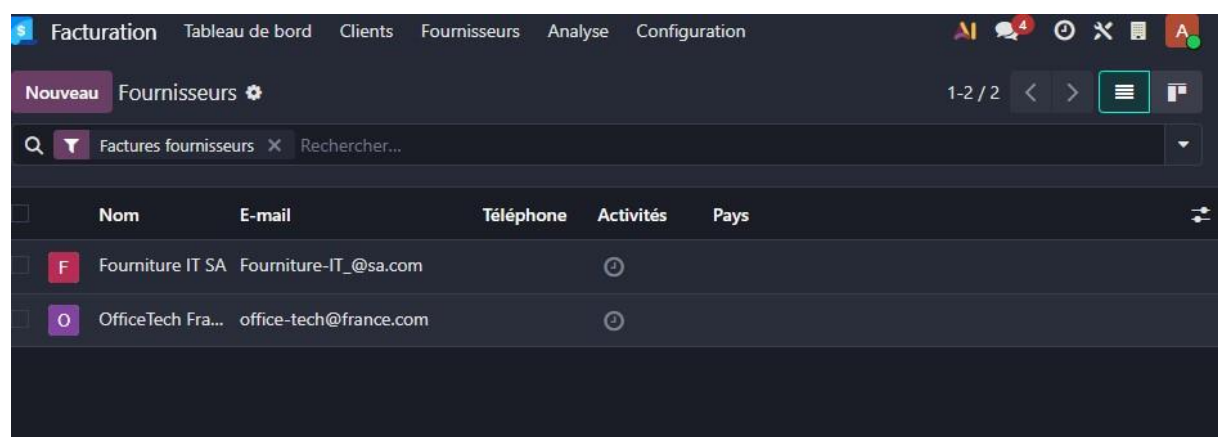 Facturation Tableau de bord Clients Fournisseurs Analyse Configuration AI 4 A
Nouveau Fournisseurs 1-2 / 2
Factures fournisseurs × Rechercher...
Nom E-mail Téléphone Activités Pays
F Fourniture IT SA Fourniture-IT_@sa.com
O OfficeTech Fra... office-tech@france.com